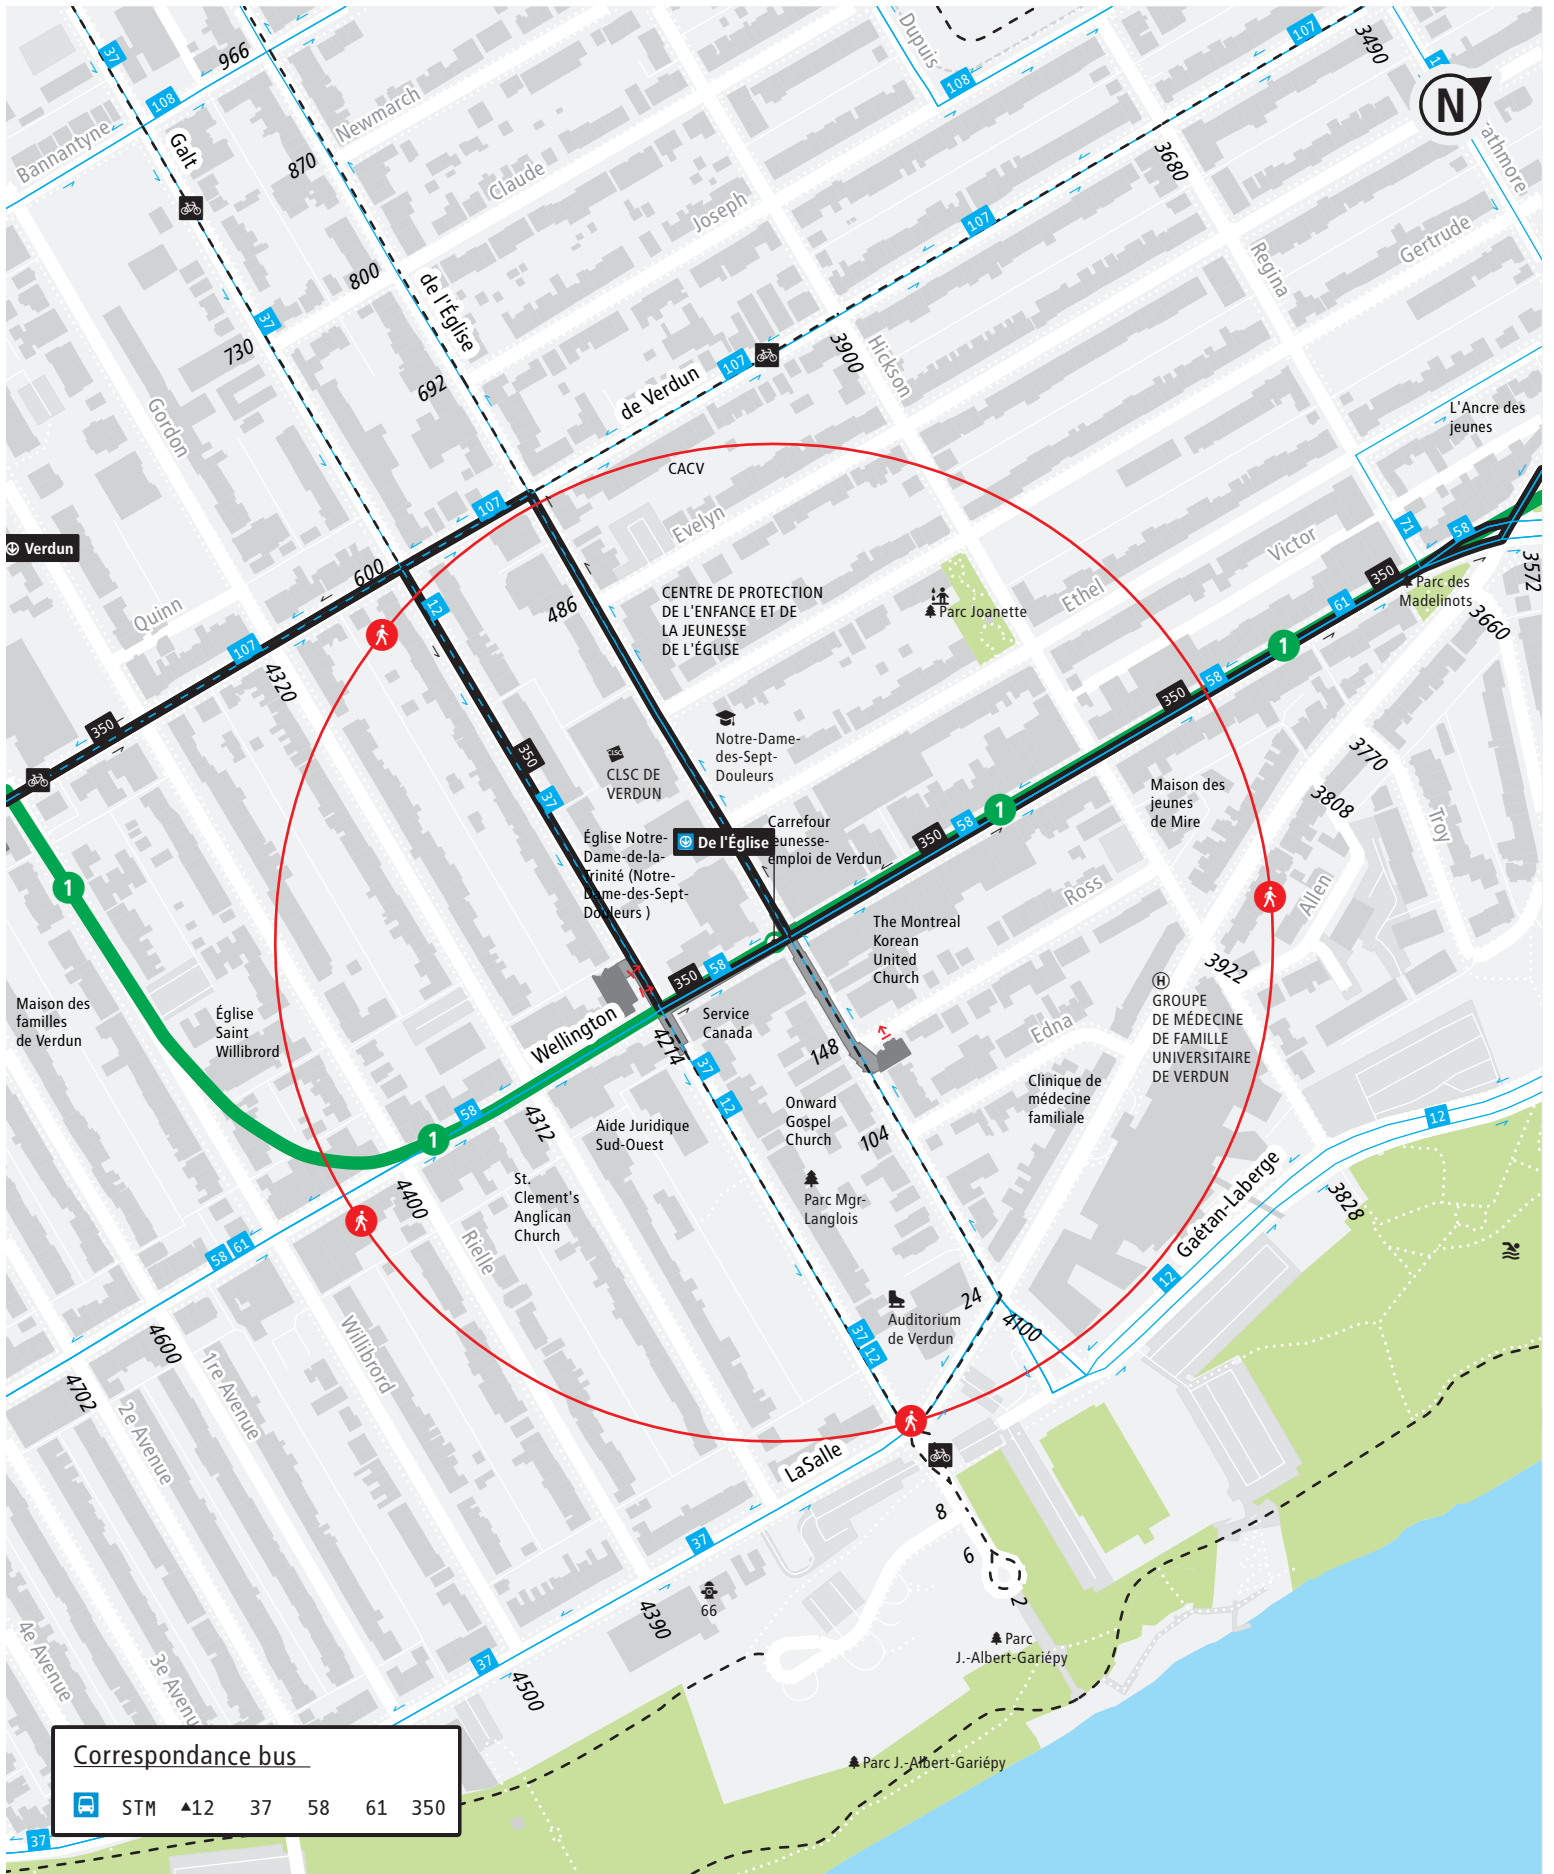 37
966
108
Bannantyne
Galt
Newmarch
870
Claude
Dupuis
108
107
3490
N
3680
Joseph
107
Regina
Gertrude
800
de l'Église
37
730
692
de Verdun
107
3900
Hickson
Gordon
L'Ancre des
jeunes
CACV
107
Evelyn
Victor
71
58
Verdun
600
12
486
CENTRE DE PROTECTION
DE L'ENFANCE ET DE
LA JEUNESSE
DE L'ÉGLISE
Parc Joanette
Ethel
350
61
Parc des
Madelinots
3572
3660
Quinn
107
4320
1
350
58
350
350
37
CLSC
CLSC DE
VERDUN
Notre-Dame-
des-Sept-
Douleurs
3770
3808
Troy
Maison des
jeunes
de Mire
1
350
58
De l'Église
Carrefour
jeunesse-
emploi de Verdun
Église Notre-
Dame-de-la-
Trinité (Notre-
Dame-des-Sept-
Douleurs )
1
Ross
Allen
The Montreal
Korean
United
Church
350
58
3922
H
GROUPE
DE MÉDECINE
DE FAMILLE
UNIVERSITAIRE
DE VERDUN
Maison des
familles
de Verdun
Église
Saint
Willibrord
Wellington
4214
Service
Canada
148
Edna
37
12
Clinique de
médecine
familiale
58
1
4312
Aide Juridique
Sud-Ouest
Onward
Gospel
Church
104
12
St.
Clement's
Anglican
Church
Parc Mgr-
Langlois
4400
Rielle
58
61
Gaétan-Laberge
3828
12
Auditorium
de Verdun
24
4100
37
12
4600
4702
Willibrord
1re Avenue
2e Avenue
LaSalle
37
8
6
2
66
4390
4e Avenue
3e Avenu
37
4500
Parc
J.-Albert-Gariépy
Parc J.-Albert-Gariépy
Correspondance bus
STM ▲12 37 58 61 350
37